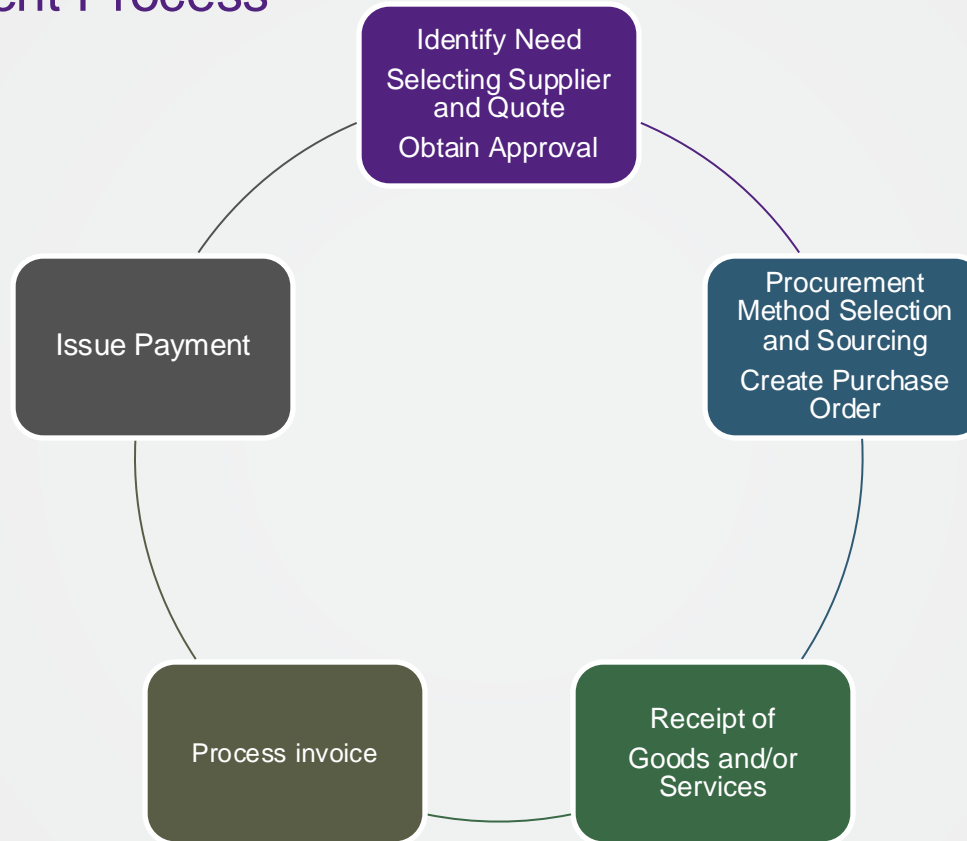 ent Process
Identify Need
Selecting Supplier
and Quote
Obtain Approval
Procurement
Method Selection
and Sourcing
Create Purchase
Order
Receipt of
Goods and/or
Services
Process invoice
Issue Payment